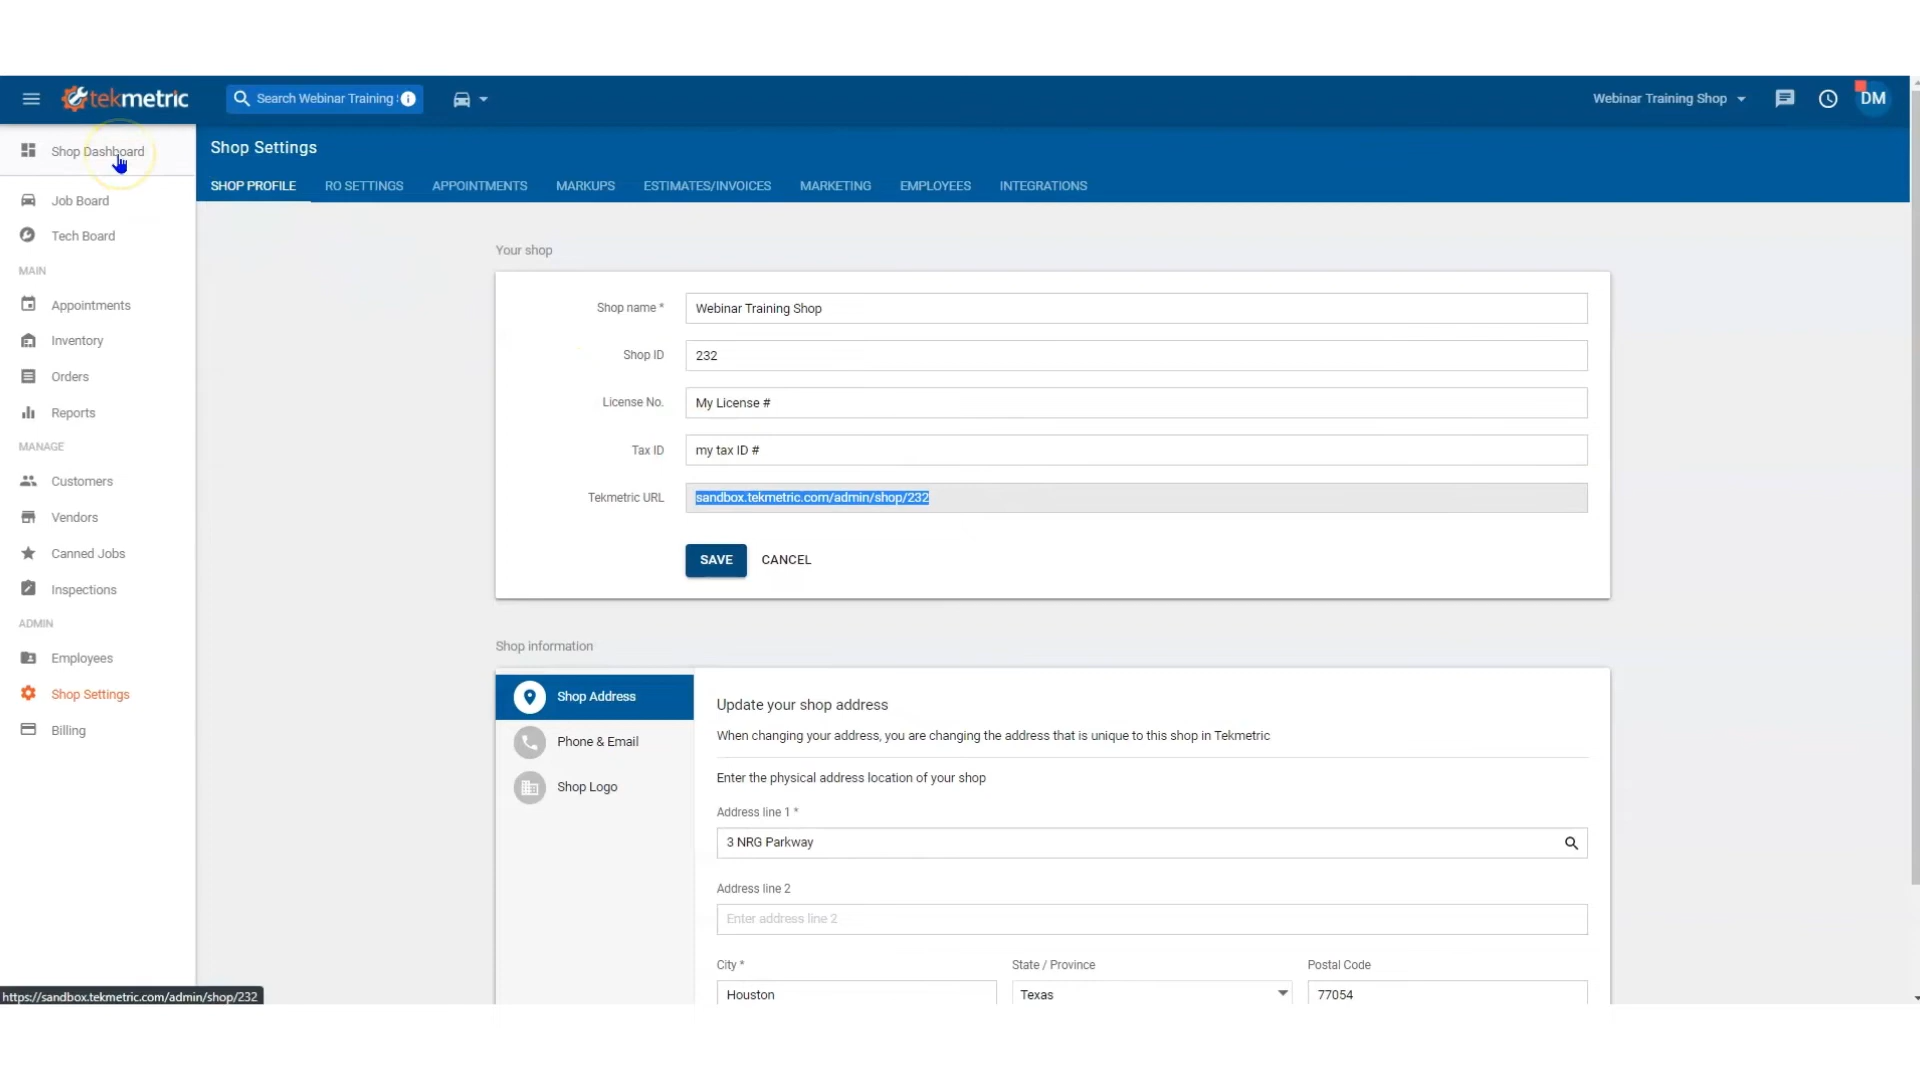 tekmetric
Search Webinar Training
Webinar Training Shop
DM
Shop Dashboard
Job Board
Tech Board
MAIN
Appointments
Inventory
Orders
Reports
MANAGE
Customers
Vendors
Canned Jobs
Inspections
ADMIN
Employees
Shop Settings
Billing
https://sandbox.tekmetric.com/admin/shop/232
Shop Settings
SHOP PROFILE RO SETTINGS APPOINTMENTS MARKUPS ESTIMATES/INVOICES MARKETING EMPLOYEES INTEGRATIONS
Your shop
Shop name * Webinar Training Shop
Shop ID 232
License No. My License #
Tax ID my tax ID #
Tekmetric URL sandbox.tekmetric.com/admin/shop/232
SAVE CANCEL
Shop information
Shop Address
Phone & Email
Shop Logo
Update your shop address
When changing your address, you are changing the address that is unique to this shop in Tekmetric
Enter the physical address location of your shop
Address line 1 *
3 NRG Parkway
Address line 2
Enter address line 2
City * State / Province Postal Code
Houston Texas 77054